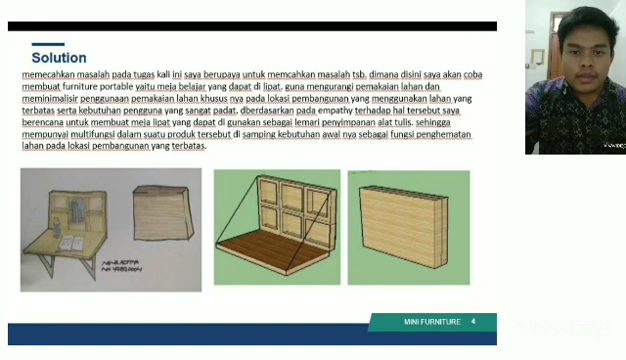 Solution
memecahkan masalah pada tugas kali ini saya berupaya untuk memcahkan masalah tsb, dimana disini saya akan coba
membuat furniture portable yaitu meja belajar yang dapat di lipat, guna mengurangi pemakaian lahan dan
meminimalisir penggunaan pemakaian lahan khusus nya pada lokasi pembangunan yang menggunakan lahan yang
terbatas serta kebutuhan pengguna yang sangat padat, dberdasarkan pada empathy terhadap hal tersebut saya
berencana untuk membuat meja lipat yang dapat di gunakan sebagai lemari penyimpanan alat tulis. sehingga
mempunyai multifungsi dalam suatu produk tersebut di samping kebutuhan awal nya sebagai fungsi penghematan
lahan pada lokasi pembangunan yang terbatas.
MINI FURNITURE 4